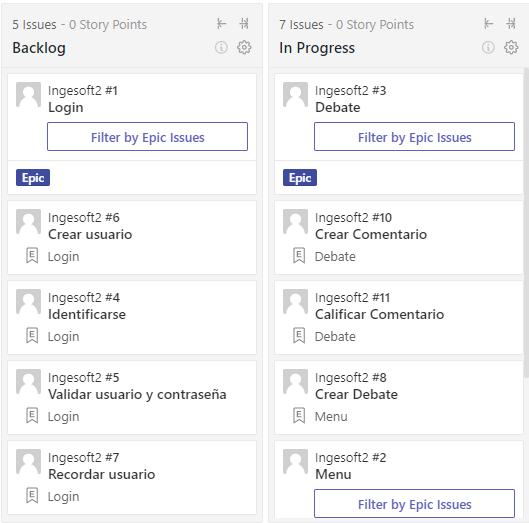 5 Issues - 0 Story Points
Backlog
Ingesoft2 #1
Login
Filter by Epic Issues
Epic
Ingesoft2 #6
Crear usuario
E Login
Ingesoft2 #4
Identificarse
E Login
Ingesoft2 #5
Validar usuario y contraseña
E Login
Ingesoft2 #7
Recordar usuario
E Login
7 Issues - 0 Story Points
In Progress
Ingesoft2 #3
Debate
Filter by Epic Issues
Epic
Ingesoft2 #10
Crear Comentario
E Debate
Ingesoft2 #11
Calificar Comentario
E Debate
Ingesoft2 #8
Crear Debate
E Menu
Ingesoft2 #2
Menu
Filter by Epic Issues